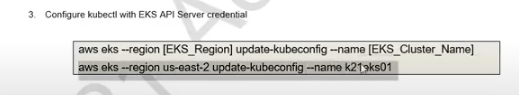 3. Configure kubectl with EKS API Server credential
aws eks --region [EKS_Region] update-kubeconfig --name [EKS_Cluster_Name]
aws eks --region us-east-2 update-kubeconfig --name k21eks01